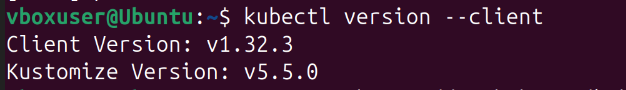 vboxuser@Ubuntu:~$ kubectl version --client
Client Version: v1.32.3
Kustomize Version: v5.5.0